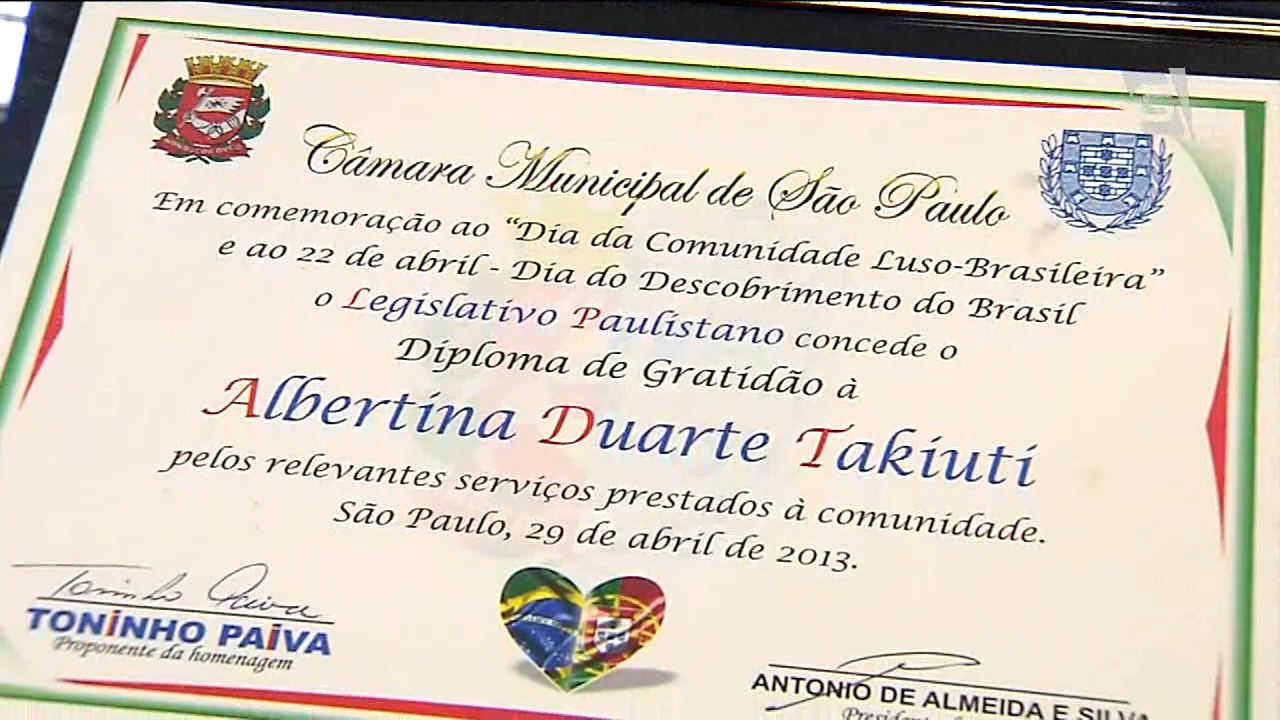 Câmara Municipal de São Paulo
Em comemoração ao “Dia da Comunidade Luso-Brasileira”
e ao 22 de abril - Dia do Descobrimento do Brasil
o Legislativo Paulistano concede o
Diploma de Gratidão à
Albertina Duarte Takiuti
pelos relevantes serviços prestados à comunidade.
São Paulo, 29 de abril de 2013.
Toninho Paiva
TONINHO PAIVA
Proponente da homenagem
ANTONIO DE ALMEIDA E SILVA